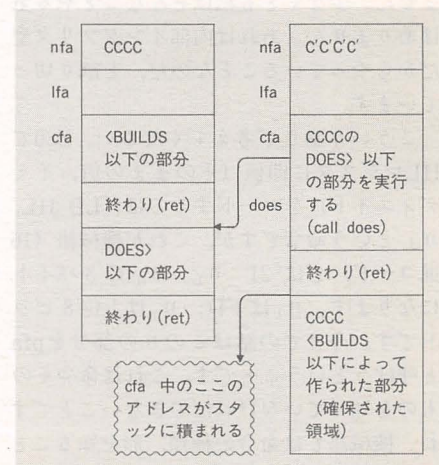 nfa
CCCC
lfa
cfa
〈BUILDS
以下の部分
終わり(ret)
DOES〉
以下の部分
終わり(ret)
nfa
C'C'C'C'
lfa
cfa
CCCCの
DOES〉以下
の部分を実行
する
(call does)
does
終わり(ret)
CCCC
〈BUILDS
以下によって
作られた部分
(確保された
領域)
cfa 中のここの
アドレスがスタ
ックに積まれる